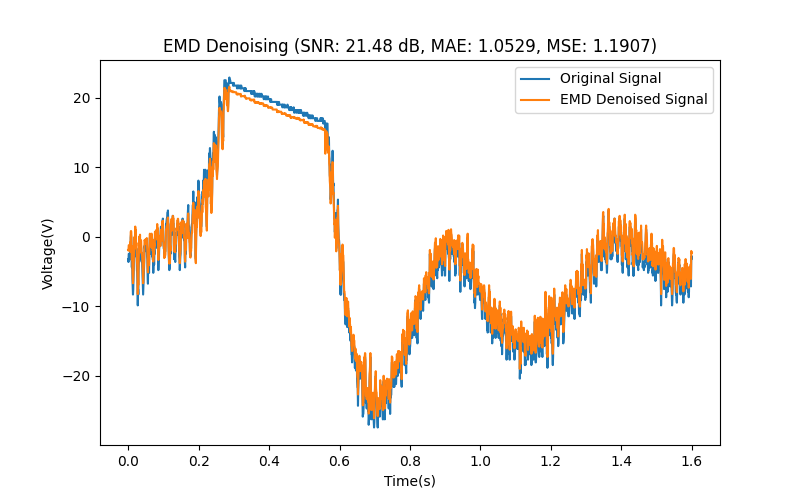 EMD Denoising (SNR: 21.48 dB, MAE: 1.0529, MSE: 1.1907)
Original Signal
EMD Denoised Signal
Voltage(V)
20
10
0
−10
−20
0.0 0.2 0.4 0.6 0.8 1.0 1.2 1.4 1.6
Time(s)